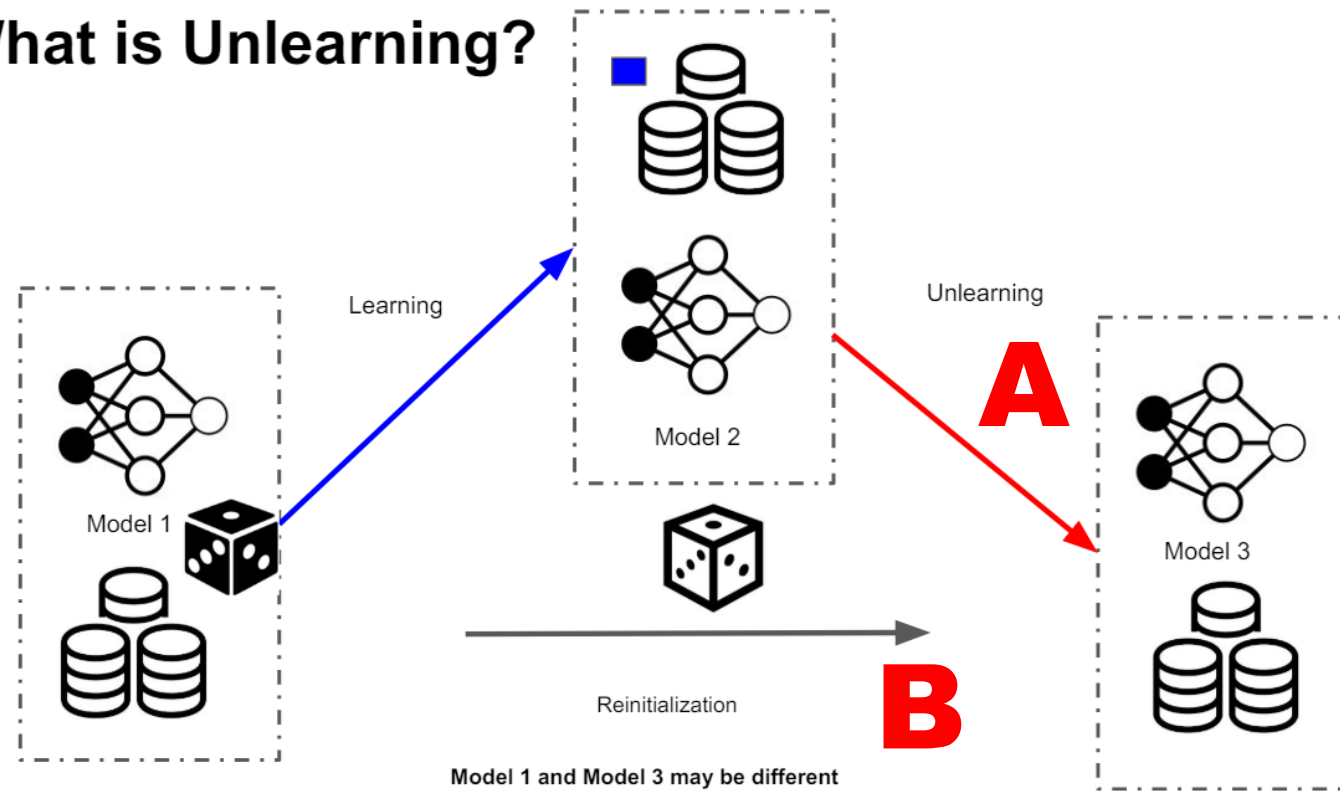 hat is Unlearning?
Learning
Unlearning
A
Model 2
Model 1
Model 3
B
Reinitialization
Model 1 and Model 3 may be different